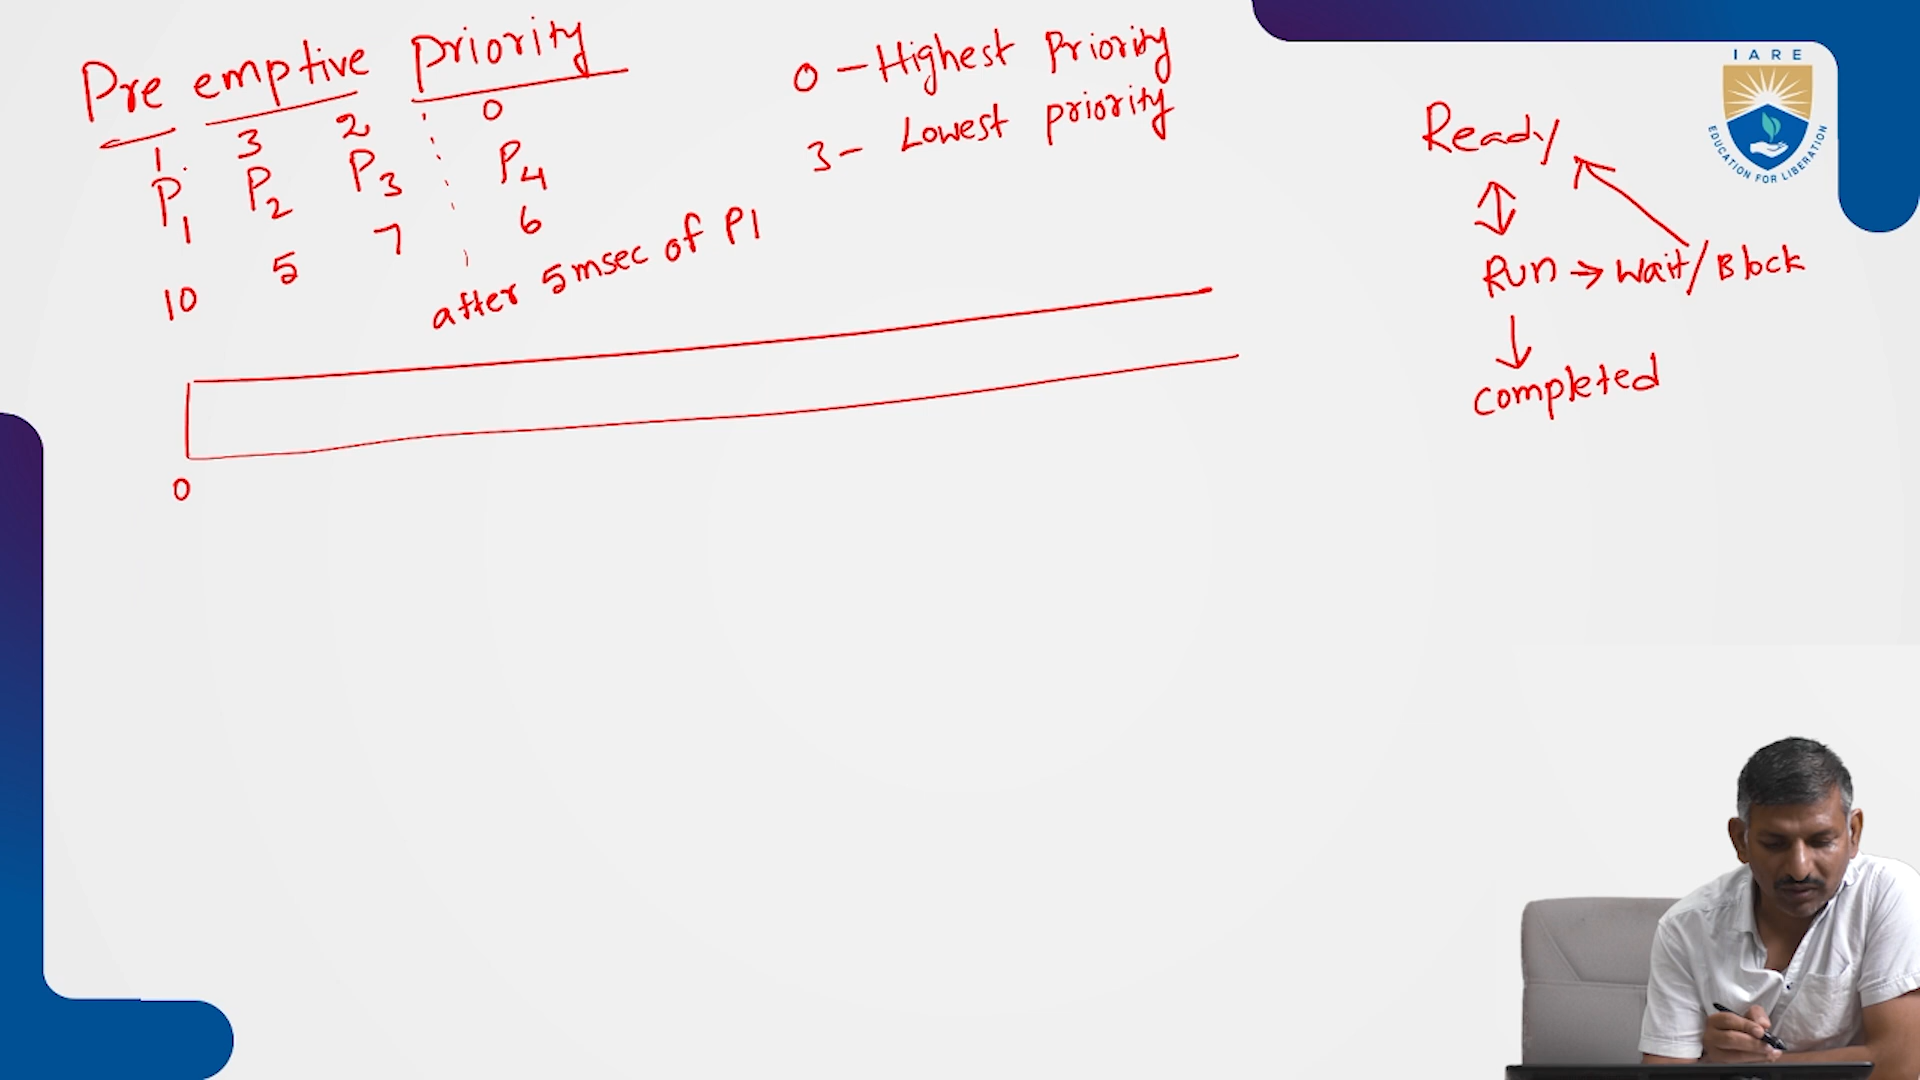 Pre emptive Priority
1 3 2 0
P1 P2 P3 P4
10 5 7 6
after 5msec of P1
0 - Highest Priority
3 - Lowest priority
0
Ready
Run → Wait/Block
completed
IARE
EDUCATION FOR LIBERATION